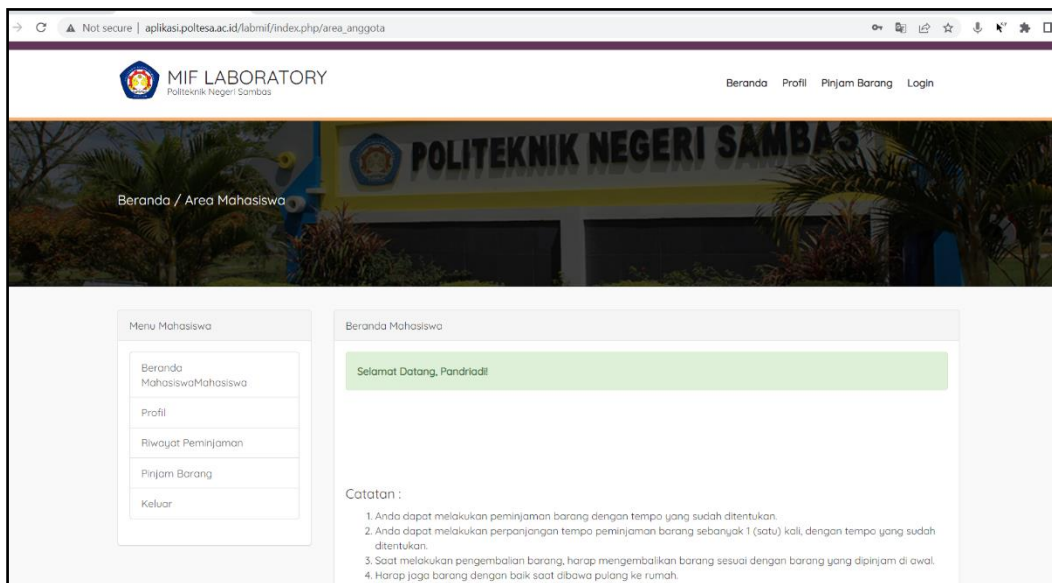 Not secure | aplikasi.poltesa.ac.id/labmif/index.php/area_anggota
MIF LABORATORY
Politeknik Negeri Sambas
Beranda Profil Pinjam Barang Login
POLITEKNIK NEGERI SAMBAS
Beranda / Area Mahasiswa
Menu Mahasiswa
Beranda
MahasiswaMahasiswa
Profil
Riwayat Peminjaman
Pinjam Barang
Keluar
Beranda Mahasiswa
Selamat Datang, Pandriadi!
Catatan :
1. Anda dapat melakukan peminjaman barang dengan tempo yang sudah ditentukan.
2. Anda dapat melakukan perpanjangan tempo peminjaman barang sebanyak 1 (satu) kali, dengan tempo yang sudah
ditentukan.
3. Saat melakukan pengembalian barang, harap mengembalikan barang sesuai dengan barang yang dipinjam di awal.
4. Harap jaga barang dengan baik saat dibawa pulang ke rumah.